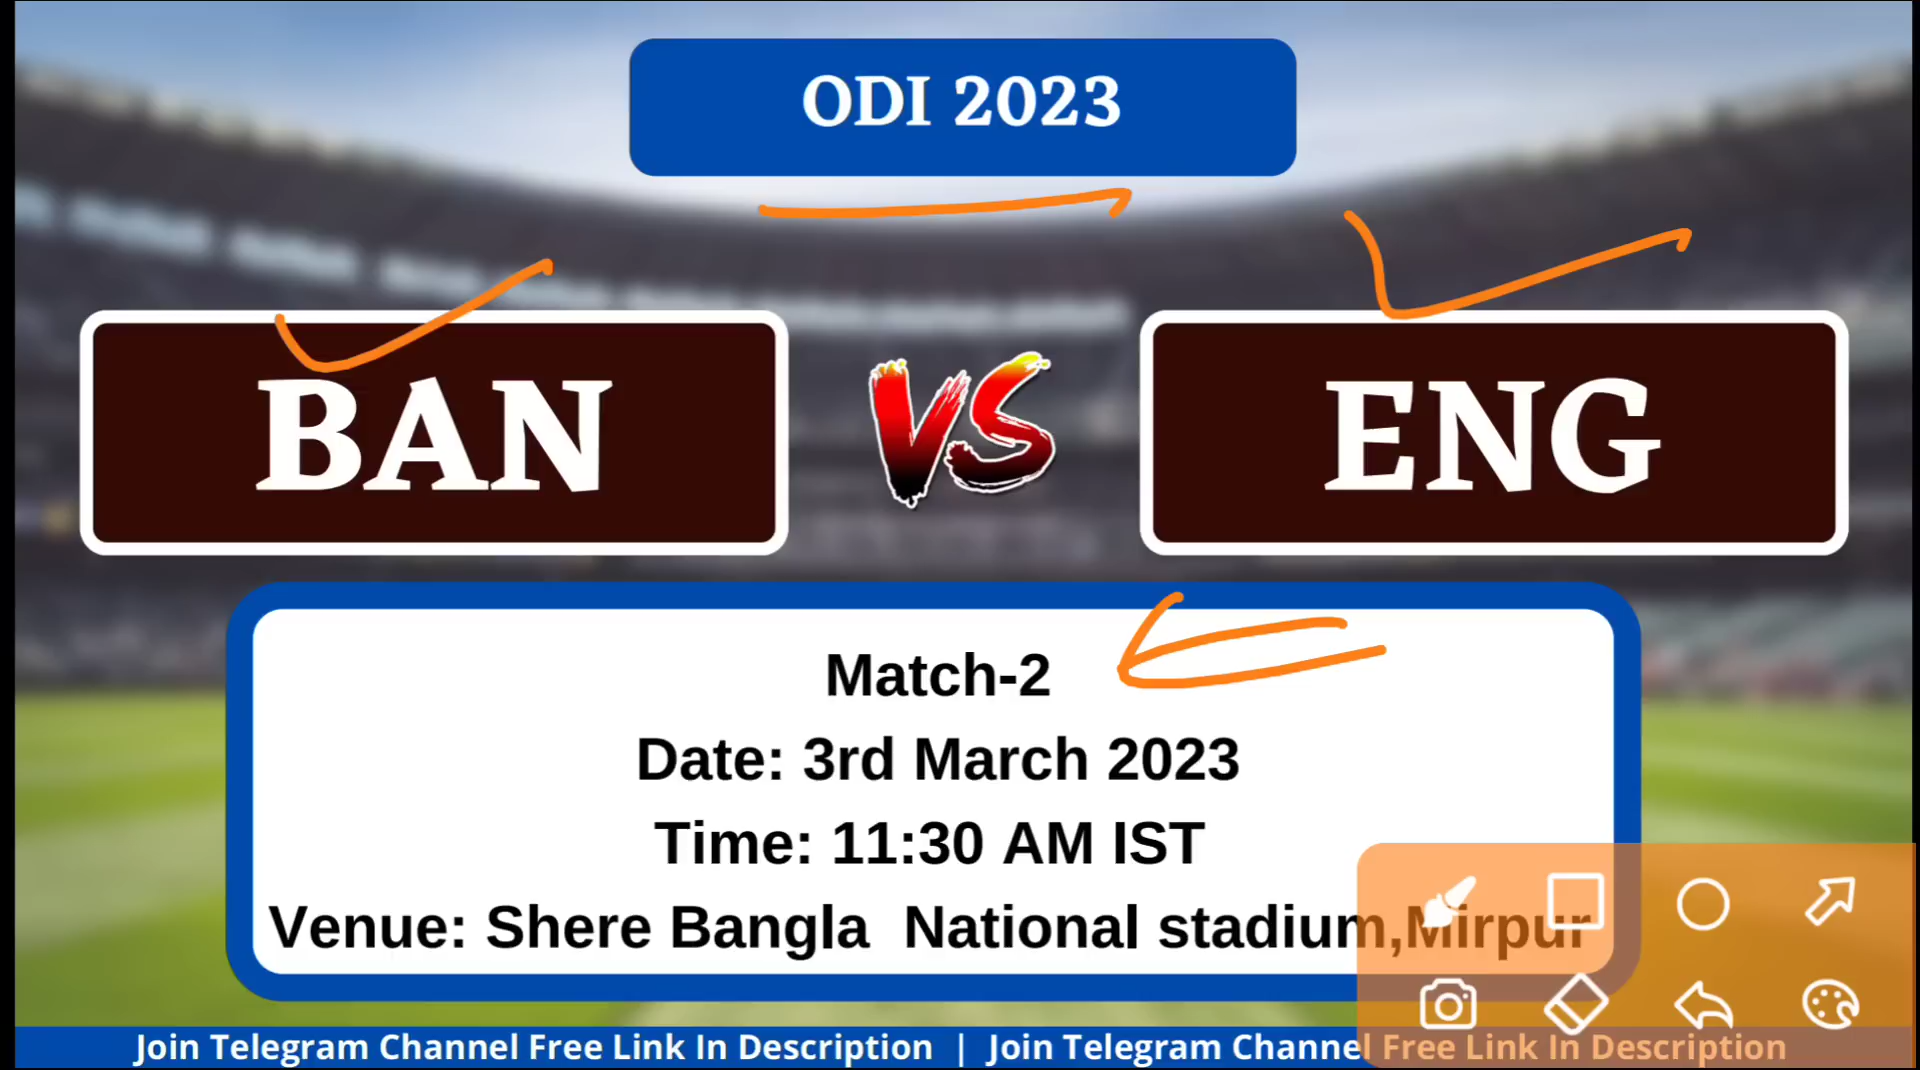 ODI 2023
BAN
VS
ENG
Match-2
Date: 3rd March 2023
Time: 11:30 AM IST
Venue: Shere Bangla  National stadium,Mirpur
Join Telegram Channel Free Link In Description | Join Telegram Channel Free Link In Description